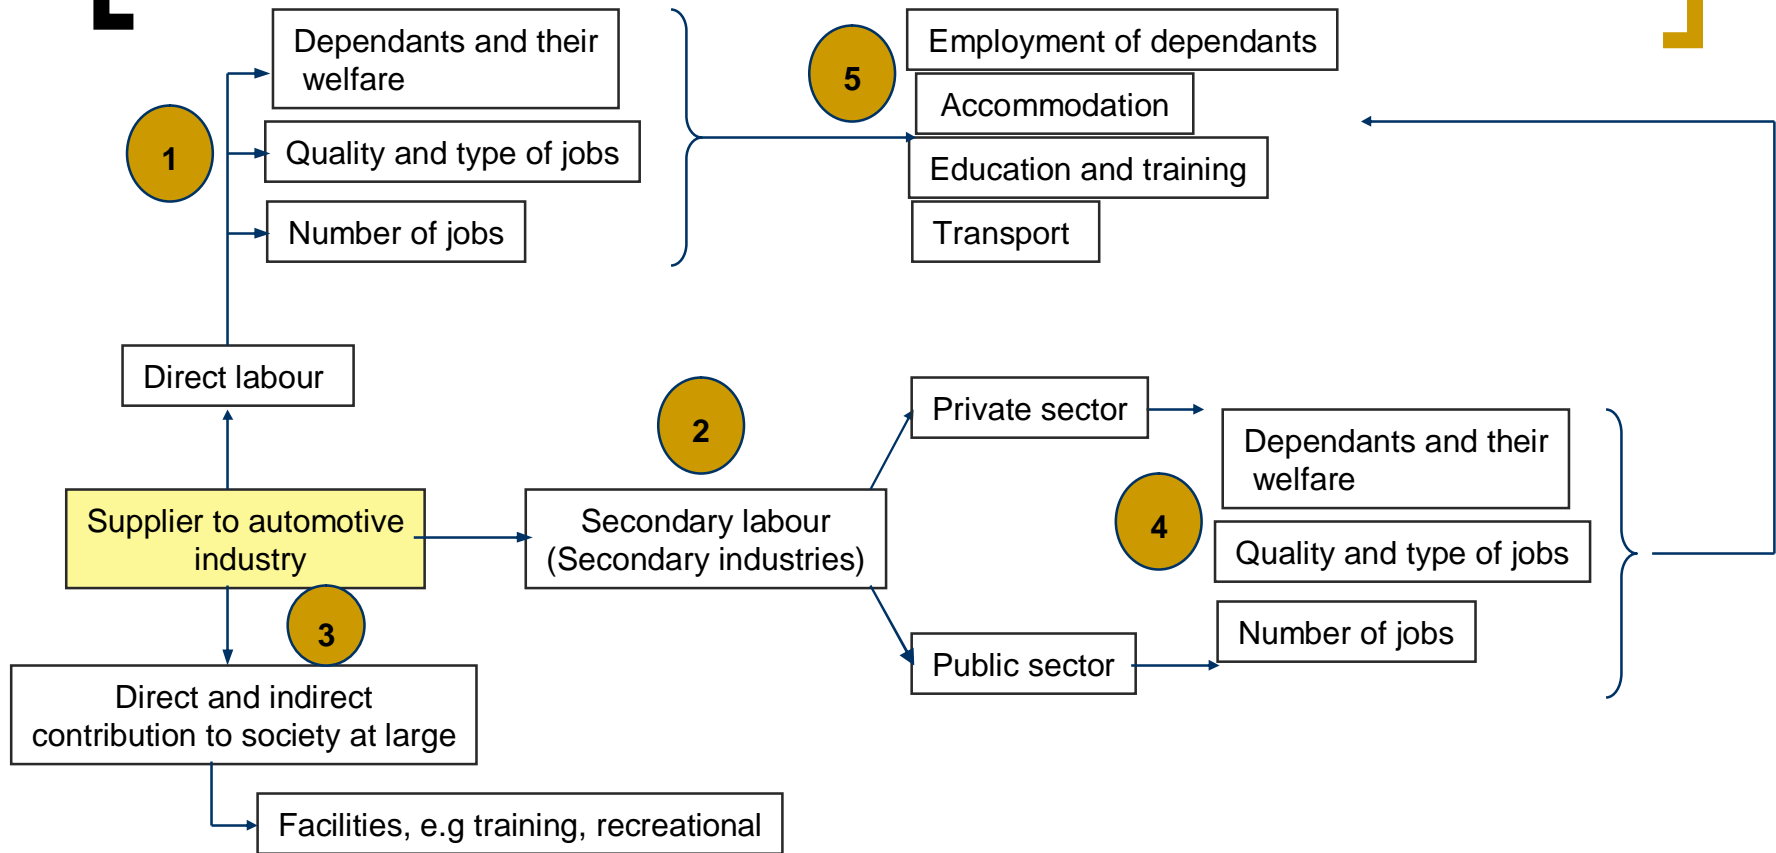 Dependants and their
welfare
5
Employment of dependants
Accommodation
1
Quality and type of jobs
Education and training
Number of jobs
Transport
Direct labour
2
Private sector
Dependants and their
welfare
Supplier to automotive
industry
Secondary labour
(Secondary industries)
4
Quality and type of jobs
3
Number of jobs
Public sector
Direct and indirect
contribution to society at large
Facilities, e.g training, recreational